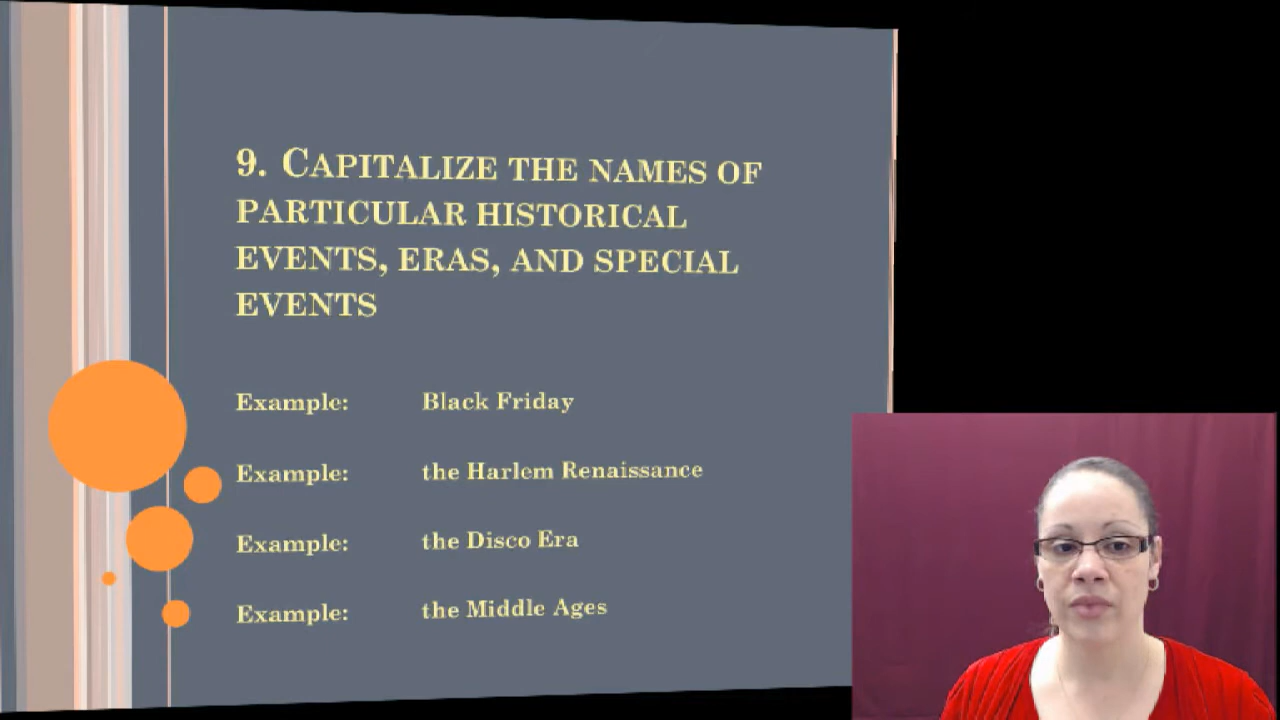 9. CAPITALIZE THE NAMES OF
PARTICULAR HISTORICAL
EVENTS, ERAS, AND SPECIAL
EVENTS
Example: Black Friday
Example: the Harlem Renaissance
Example: the Disco Era
Example: the Middle Ages